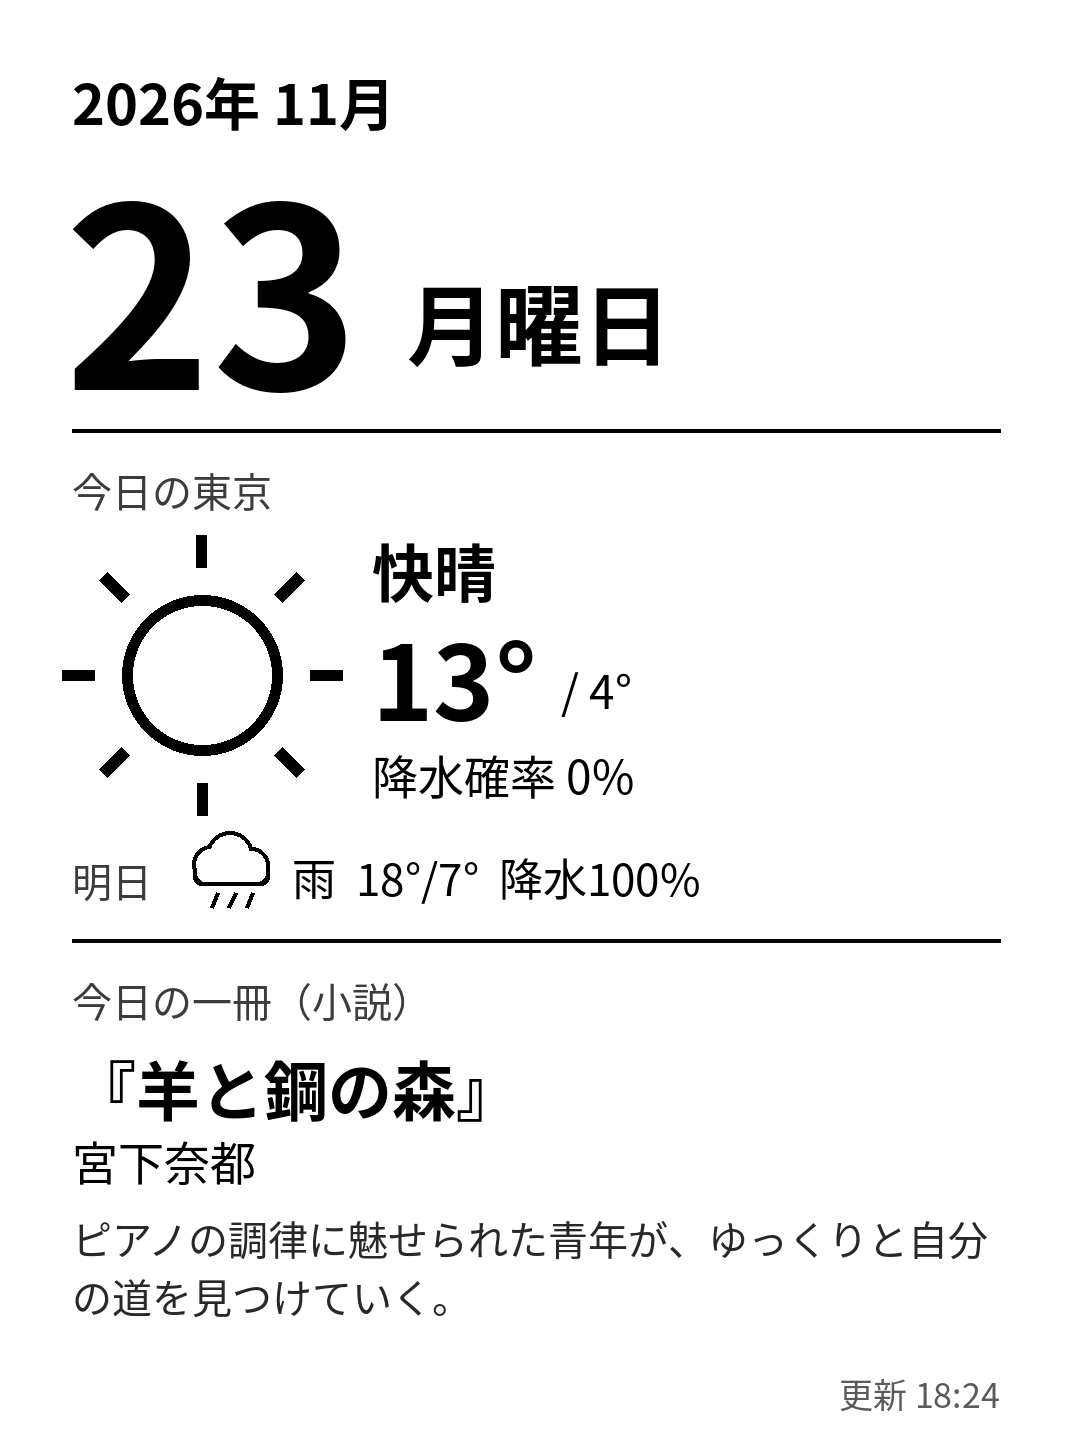 2026年 11月
23 月曜日
今日の東京
快晴
13° / 4°
降水確率 0%
明日 雨 18°/7° 降水100%
今日の一冊（小説）
『羊と鋼の森』
宮下奈都
ピアノの調律に魅せられた青年が、ゆっくりと自分
の道を見つけていく。
更新 18:24